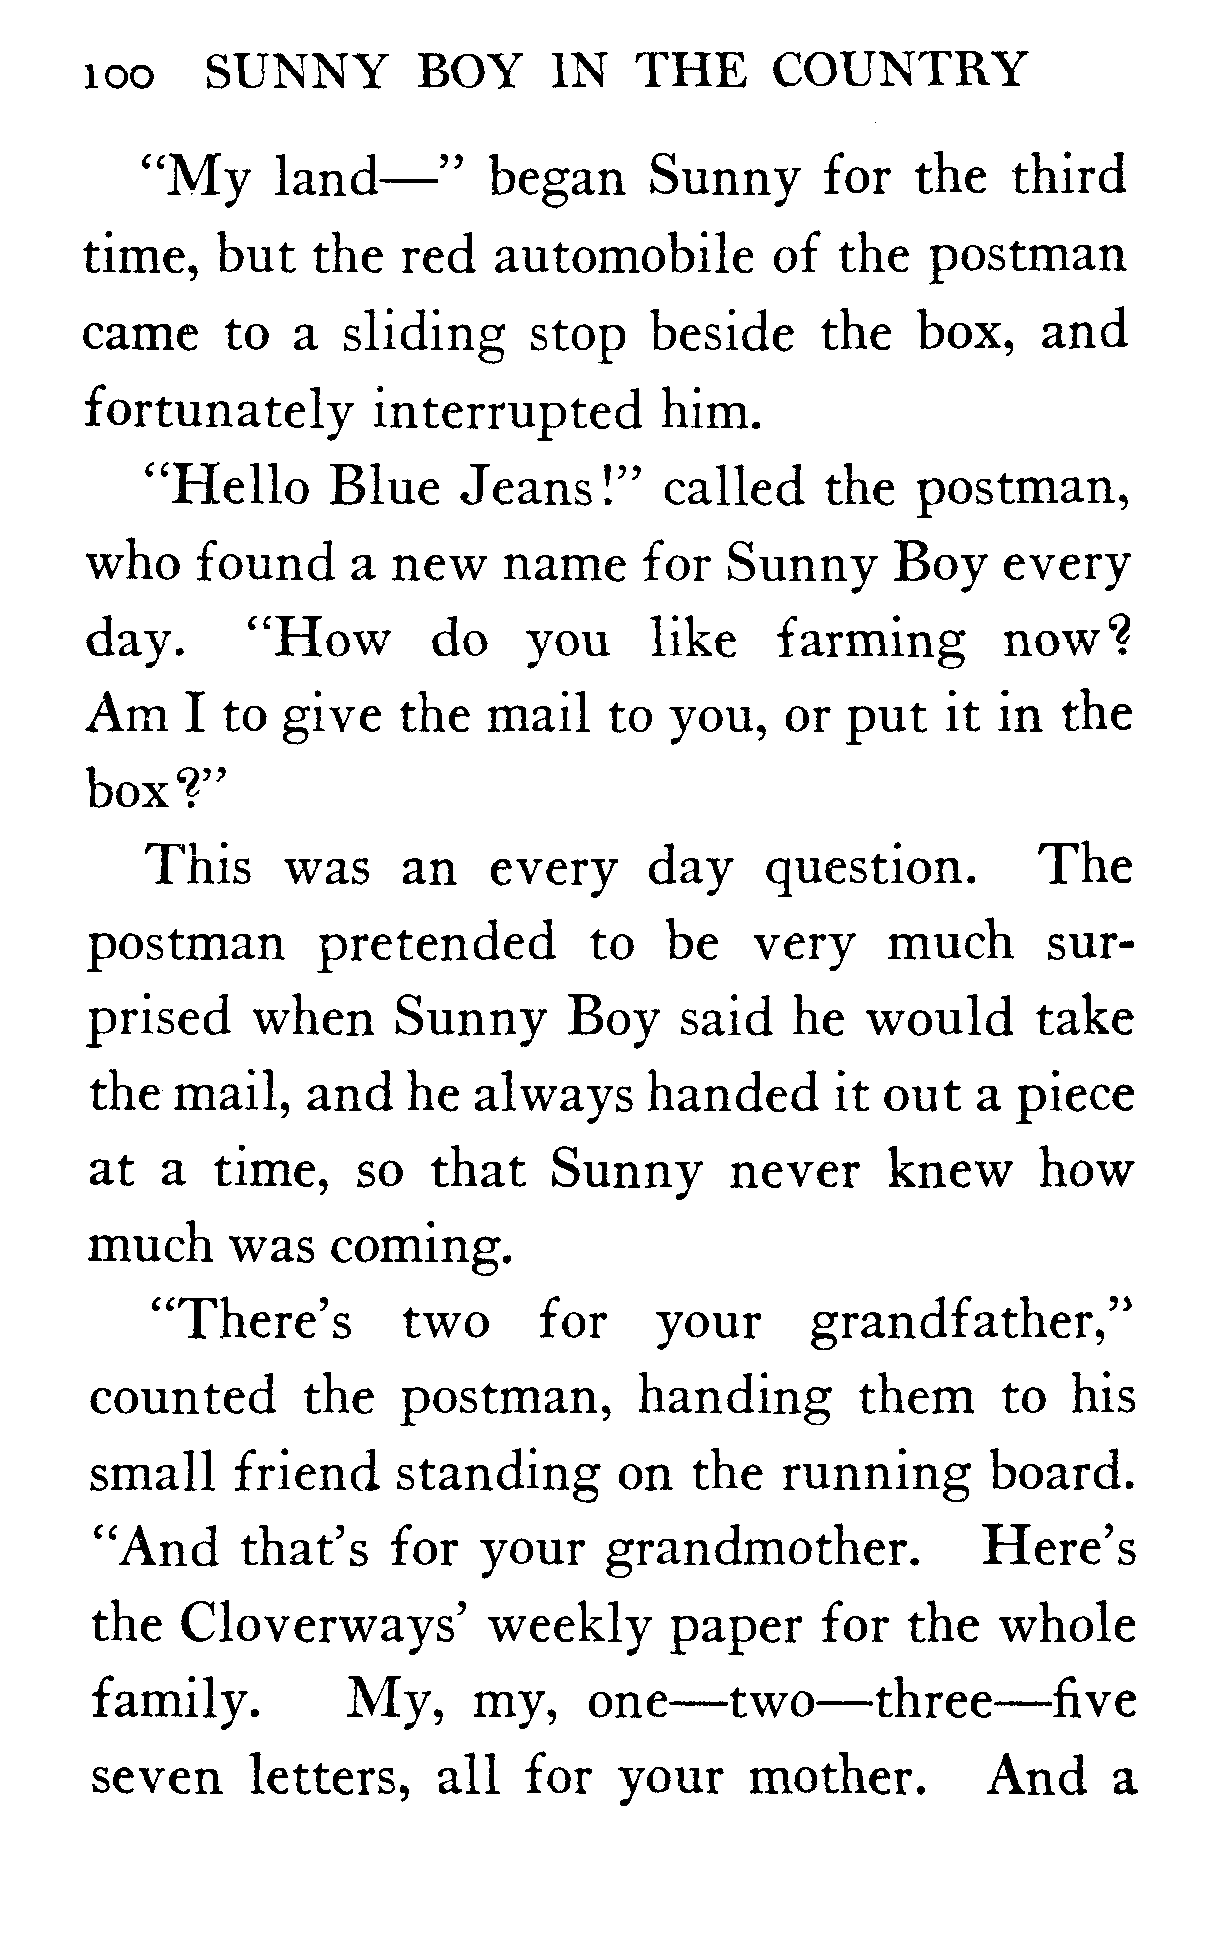 100 SUNNY BOY IN THE COUNTRY
“My land—” began Sunny for the third
time, but the red automobile of the postman
came to a sliding stop beside the box, and
fortunately interrupted him.
“Hello Blue Jeans!” called the postman,
who found a new name for Sunny Boy every
day. “How do you like farming now?
Am I to give the mail to you, or put it in the
box?”
This was an every day question. The
postman pretended to be very much sur-
prised when Sunny Boy said he would take
the mail, and he always handed it out a piece
at a time, so that Sunny never knew how
much was coming.
“There’s two for your grandfather,”
counted the postman, handing them to his
small friend standing on the running board.
“And that’s for your grandmother. Here’s
the Cloverways’ weekly paper for the whole
family. My, my, one—two—three—five
seven letters, all for your mother. And a